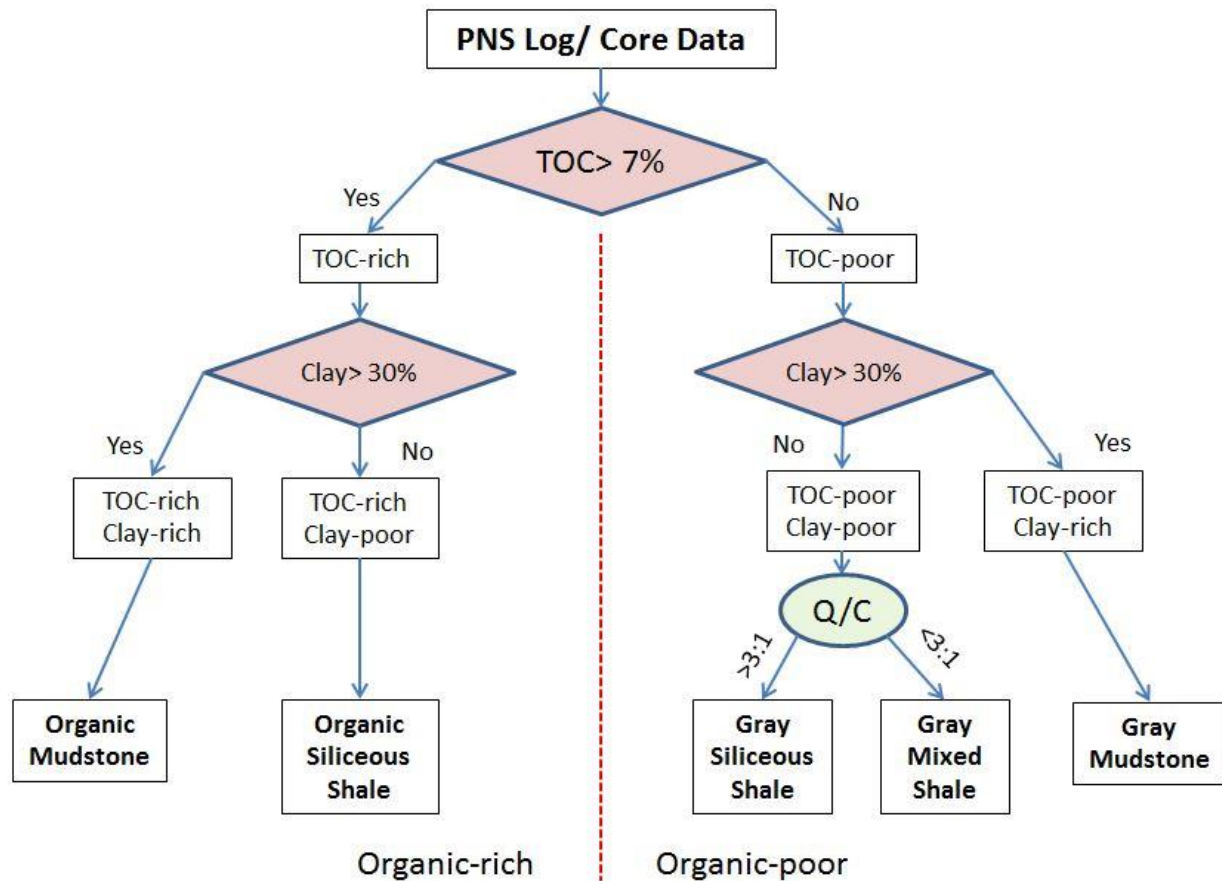 PNS Log/ Core Data
TOC> 7%
Yes
No
TOC-rich
TOC-poor
Clay> 30%
Clay> 30%
Yes
No
No
Yes
TOC-rich
Clay-rich
TOC-rich
Clay-poor
TOC-poor
Clay-poor
TOC-poor
Clay-rich
Q/C
>3:1
<3:1
Organic
Mudstone
Organic
Siliceous
Shale
Gray
Siliceous
Shale
Gray
Mixed
Shale
Gray
Mudstone
Organic-rich
Organic-poor